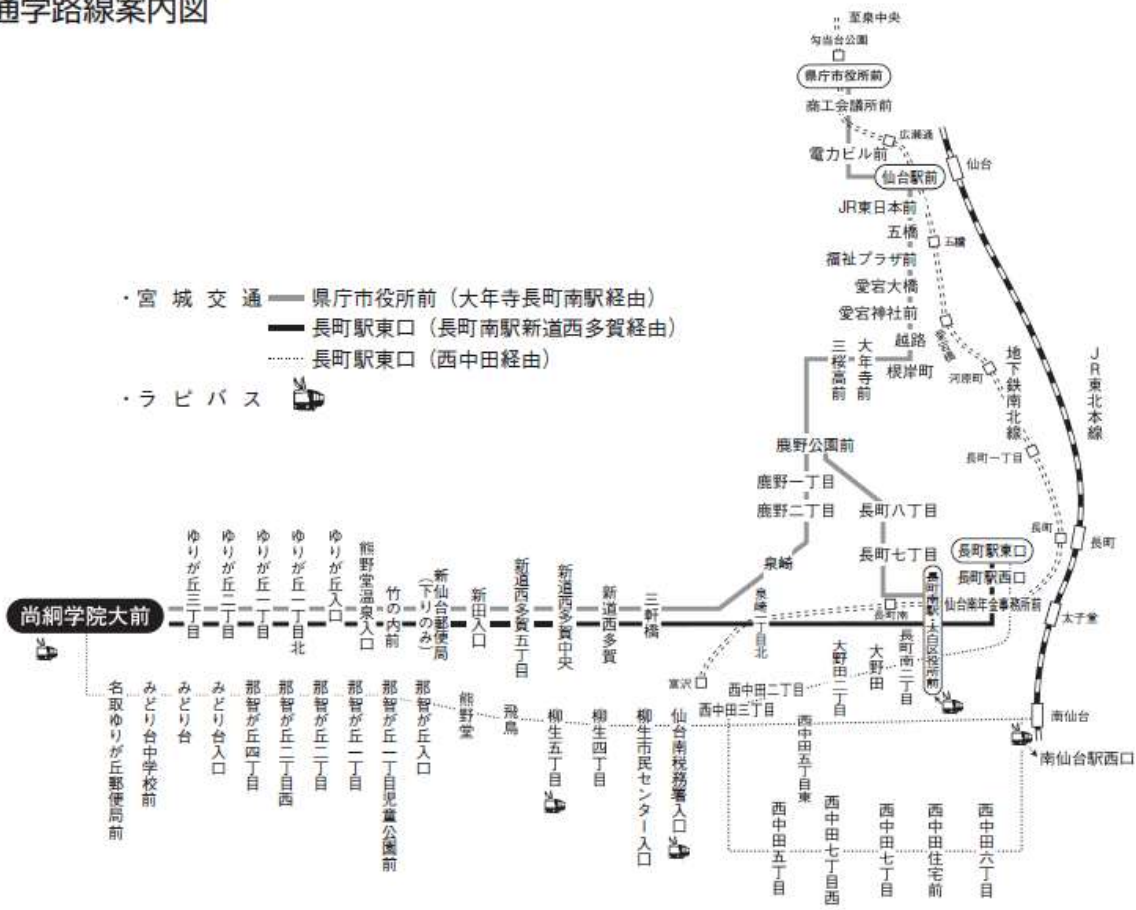 通学路線案内図
至泉中央
勾当台公園
県庁市役所前
商工会議所前
広瀬通
電力ビル前
仙台駅前
仙台
JR東日本前
五橋
五橋
福祉プラザ前
愛宕大橋
愛宕神社前
越路
大年寺前
三桜高前
根岸町
河原町
地下鉄南北線
JR東北本線
・宮城交通
県庁市役所前（大年寺長町南駅経由）
長町駅東口（長町南駅新道西多賀経由）
長町駅東口（西中田経由）
・ラビバス
鹿野公園前
鹿野一丁目
鹿野二丁目
泉崎
長町八丁目
長町七丁目
長町一丁目
長町
長町
長町駅東口
長町駅西口
仙台南年金事務所前
長町南駅・太白区役所前
長町南
太子堂
尚絅学院大前
ゆりが丘三丁目
ゆりが丘二丁目
ゆりが丘一丁目
ゆりが丘一丁目北
ゆりが丘入口
熊野堂温泉入口
竹の内前
新仙台郵便局
（下りのみ）
新田入口
新道西多賀五丁目
新道西多賀中央
新道西多賀
三軒橋
泉崎一丁目北
富沢
大野田二丁目
大野田
長町南二丁目
西中田二丁目
西中田三丁目
南仙台
南仙台駅西口
名取ゆりが丘郵便局前
みどり台中学校前
みどり台
みどり台入口
那智が丘四丁目
那智が丘二丁目西
那智が丘二丁目
那智が丘一丁目
那智が丘一丁目児童公園前
那智が丘入口
熊野堂
飛鳥
柳生五丁目
柳生四丁目
柳生市民センター入口
仙台南税務署入口
西中田五丁目東
西中田五丁目
西中田七丁目西
西中田七丁目
西中田住宅前
西中田六丁目